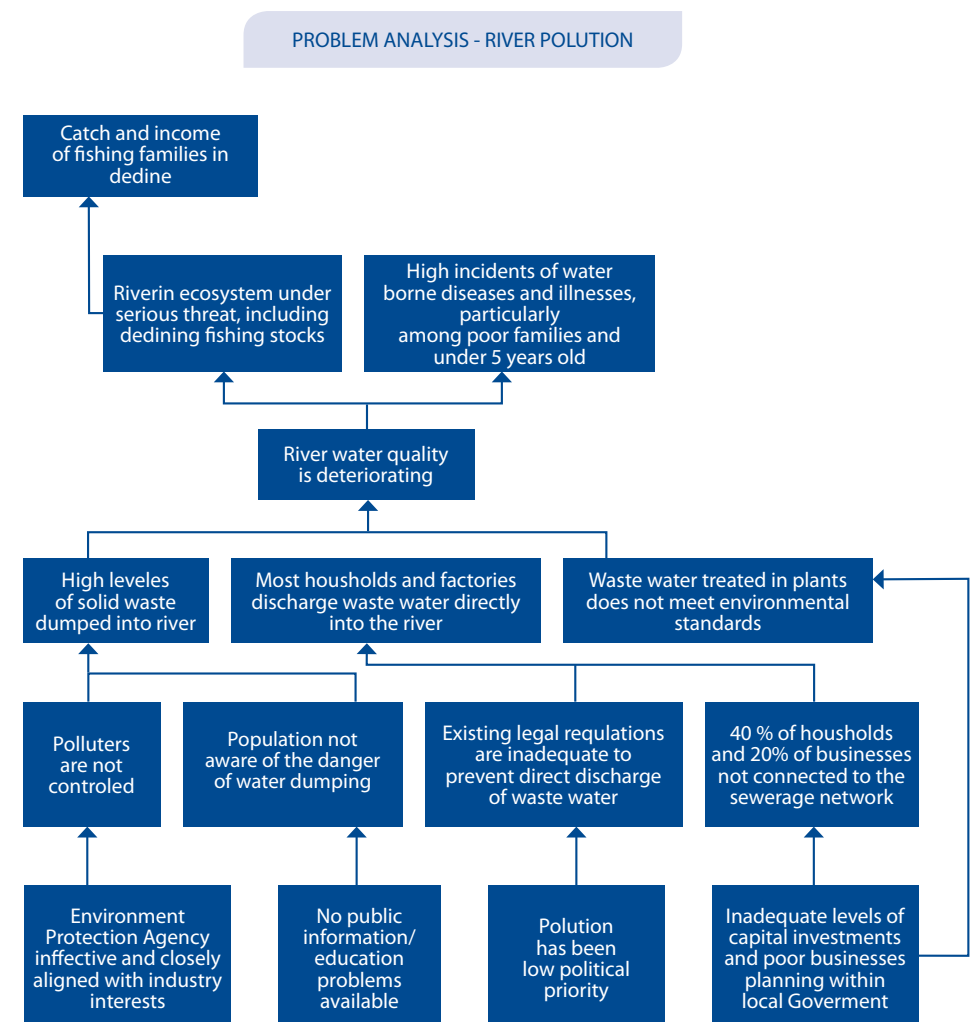 PROBLEM ANALYSIS - RIVER POLUTION
Catch and income
of fishing families in
dedine
Riverin ecosystem under
serious threat, including
dedining fishing stocks
High incidents of water
borne diseases and illnesses,
particularly
among poor families and
under 5 years old
River water quality
is deteriorating
High leveles
of solid waste
dumped into river
Most housholds and factories
discharge waste water directly
into the river
Waste water treated in plants
does not meet environmental
standards
Polluters
are not
controled
Population not
aware of the danger
of water dumping
Existing legal requlations
are inadequate to
prevent direct discharge
of waste water
40 % of housholds
and 20% of businesses
not connected to the
sewerage network
Environment
Protection Agency
inffective and closely
aligned with industry
interests
No public
information/
education
problems
available
Polution
has been
low political
priority
Inadequate levels of
capital investments
and poor businesses
planning within
local Goverment